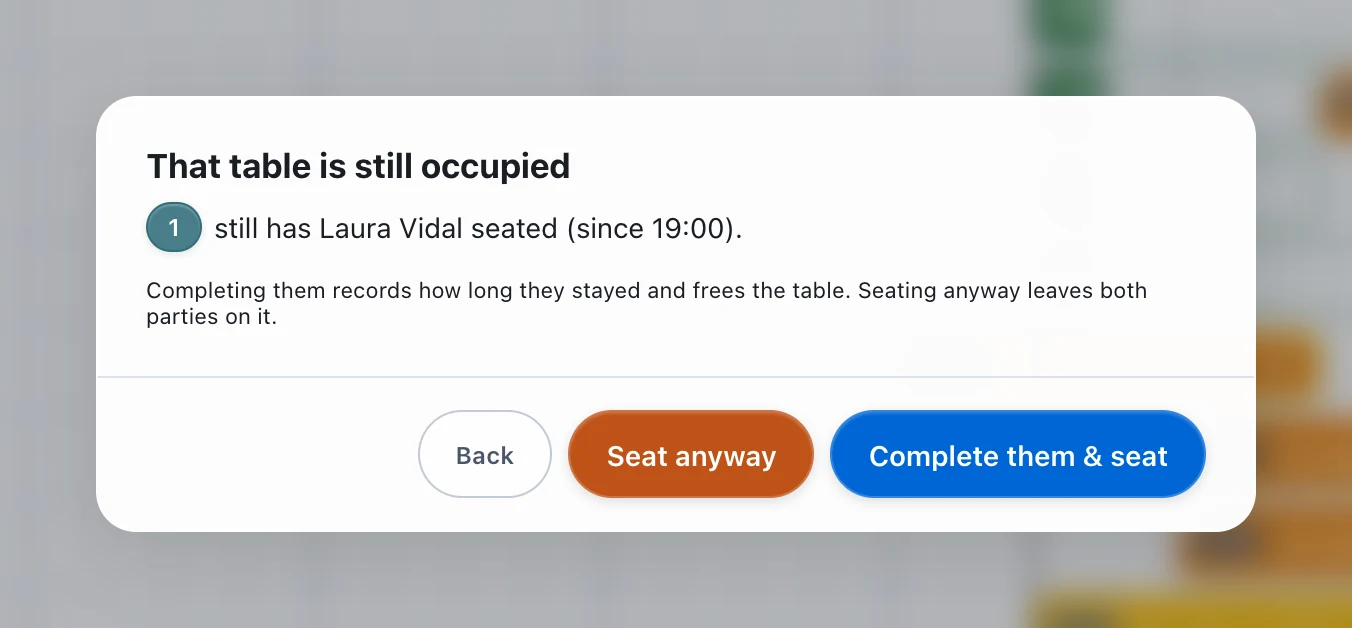 That table is still occupied
1 still has Laura Vidal seated (since 19:00).
Completing them records how long they stayed and frees the table. Seating anyway leaves both
parties on it.
Back Seat anyway Complete them & seat